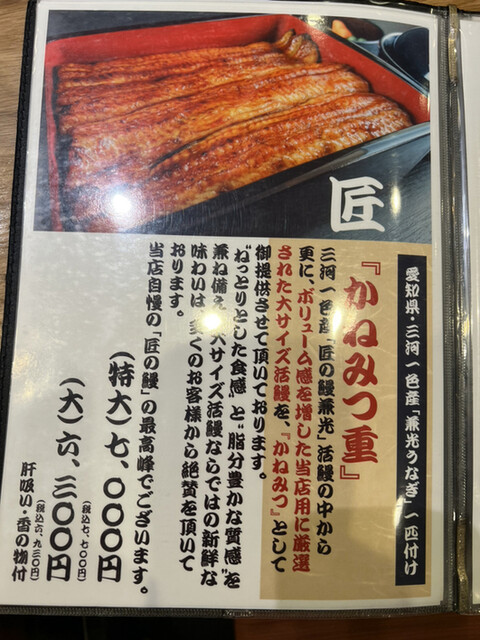 匠
愛知県・三河一色産「兼光うなぎ」一匹付け
『かねみつ重』
三河一色産「匠の鰻兼光」活鰻の中から
更に、ボリューム感を増した当店用に厳選
された大サイズ活鰻を、『かねみつ』として
御提供させて頂いております。
"ねっとりとした食感"と"脂分豊かな質感"を
兼ね備え大サイズ活鰻ならではの新鮮な
味わいは、多くのお客様から絶賛を頂いて
おります。
当店自慢の「匠の鰻」の最高峰でございます。
(特大)七、〇〇〇円
(税込七、七〇〇円)
(大)六、三〇〇円
(税込六、九三〇円)
肝吸い・香の物付